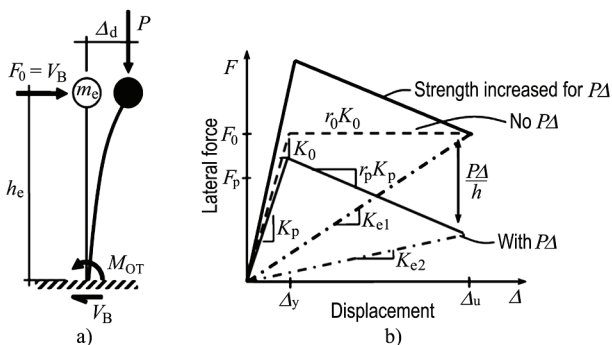 Δd
P
F0 = VB
me
he
MOT
VB
a)
F
Strength increased for PΔ
r0K0
No PΔ
F0
K0
Fp
rpKp
PΔ
h
Kp
Ke1
Ke2
With PΔ
Lateral force
Δy
Displacement
Δu
Δ
b)